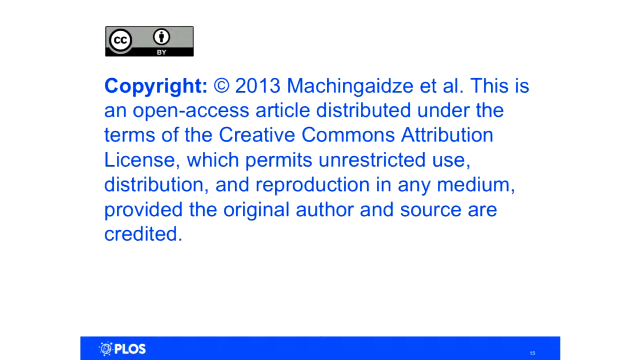 cc
BY
Copyright: © 2013 Machingaidze et al. This is
an open-access article distributed under the
terms of the Creative Commons Attribution
License, which permits unrestricted use,
distribution, and reproduction in any medium,
provided the original author and source are
credited.
PLOS
15